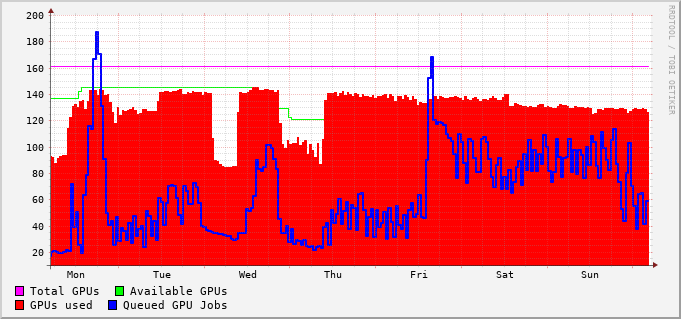 200
180
160
140
120
100
80
60
40
20
Mon Tue Wed Thu Fri Sat Sun
Total GPUs Available GPUs
GPUs used Queued GPU Jobs
RRDTOOL / TOBI OETIKER